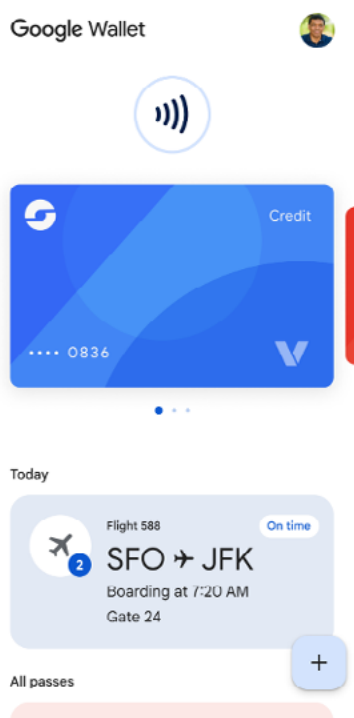 Google Wallet
Credit
•••• 0836
Today
Flight 588
On time
SFO ✈ JFK
2
Boarding at 7:20 AM
Gate 24
+
All passes